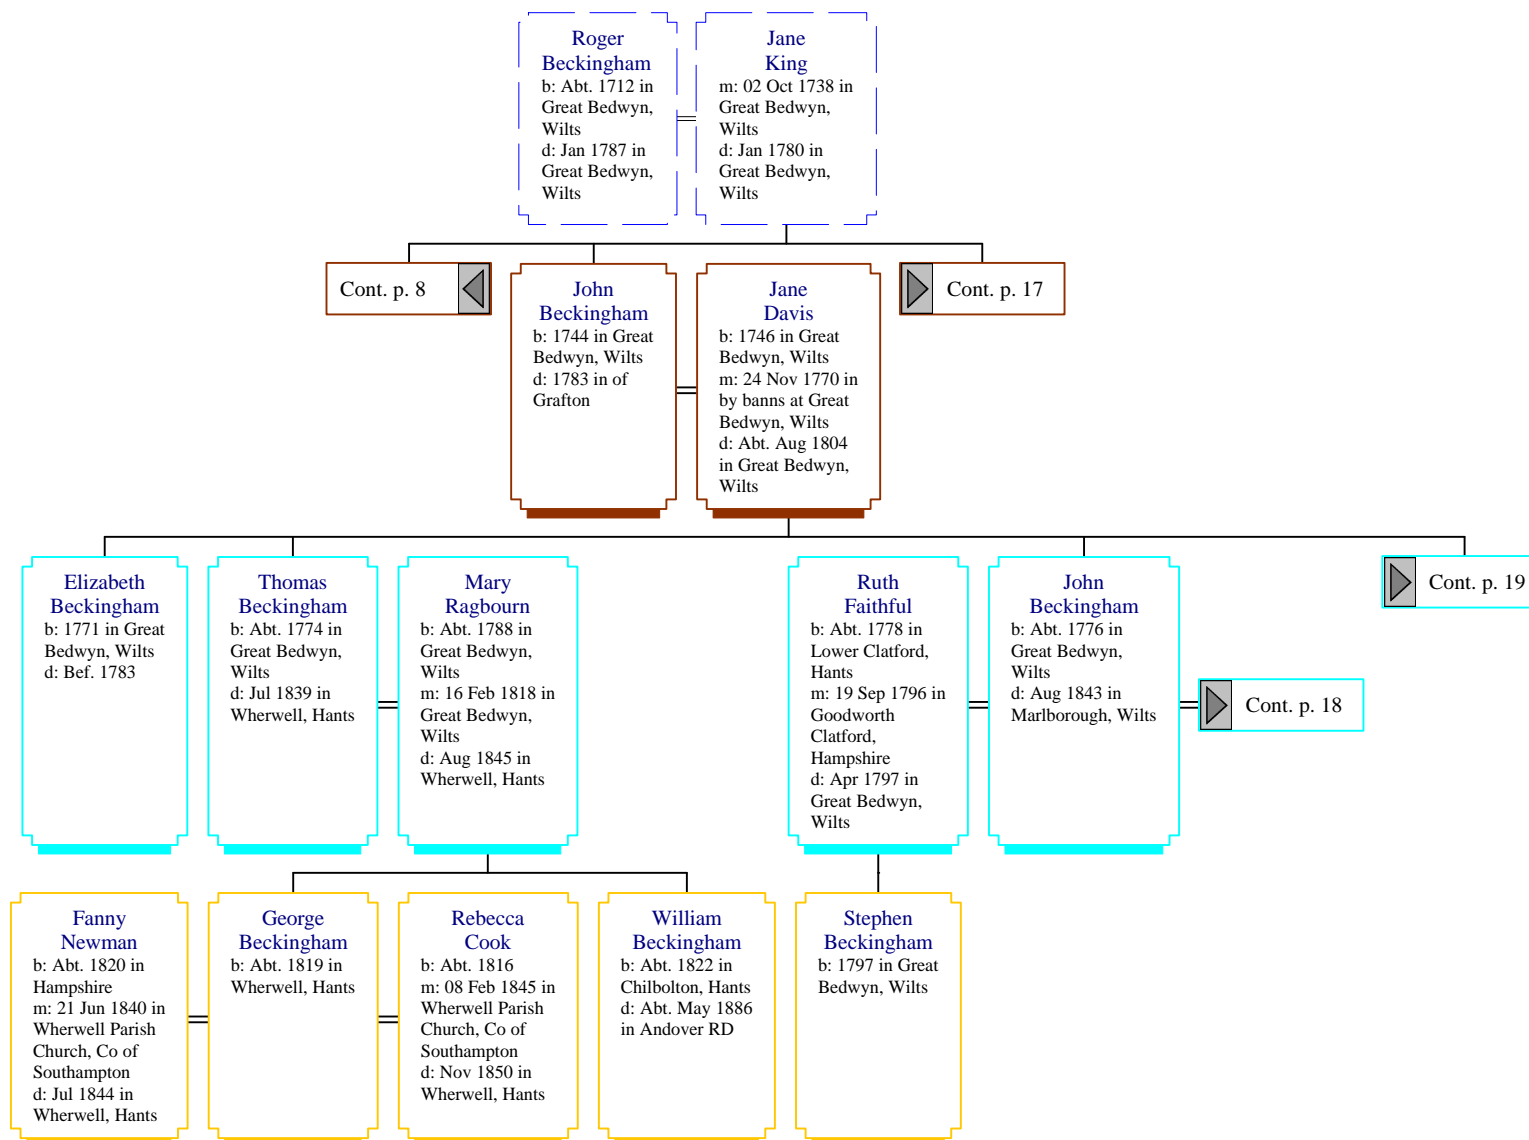 Roger
Beckingham
b: Abt. 1712 in
Great Bedwyn,
Wilts
d: Jan 1787 in
Great Bedwyn,
Wilts
Jane
King
m: 02 Oct 1738 in
Great Bedwyn,
Wilts
d: Jan 1780 in
Great Bedwyn,
Wilts
Cont. p. 8
John
Beckingham
b: 1744 in Great
Bedwyn, Wilts
d: 1783 in of
Grafton
Jane
Davis
b: 1746 in Great
Bedwyn, Wilts
m: 24 Nov 1770 in
by banns at Great
Bedwyn, Wilts
d: Abt. Aug 1804
in Great Bedwyn,
Wilts
Cont. p. 17
Elizabeth
Beckingham
b: 1771 in Great
Bedwyn, Wilts
d: Bef. 1783
Thomas
Beckingham
b: Abt. 1774 in
Great Bedwyn,
Wilts
d: Jul 1839 in
Wherwell, Hants
Mary
Ragbourn
b: Abt. 1788 in
Great Bedwyn,
Wilts
m: 16 Feb 1818 in
Great Bedwyn,
Wilts
d: Aug 1845 in
Wherwell, Hants
Ruth
Faithful
b: Abt. 1778 in
Lower Clatford,
Hants
m: 19 Sep 1796 in
Goodworth
Clatford,
Hampshire
d: Apr 1797 in
Great Bedwyn,
Wilts
John
Beckingham
b: Abt. 1776 in
Great Bedwyn,
Wilts
d: Aug 1843 in
Marlborough, Wilts
Cont. p. 18
Cont. p. 19
Fanny
Newman
b: Abt. 1820 in
Hampshire
m: 21 Jun 1840 in
Wherwell Parish
Church, Co of
Southampton
d: Jul 1844 in
Wherwell, Hants
George
Beckingham
b: Abt. 1819 in
Wherwell, Hants
Rebecca
Cook
b: Abt. 1816
m: 08 Feb 1845 in
Wherwell Parish
Church, Co of
Southampton
d: Nov 1850 in
Wherwell, Hants
William
Beckingham
b: Abt. 1822 in
Chilbolton, Hants
d: Abt. May 1886
in Andover RD
Stephen
Beckingham
b: 1797 in Great
Bedwyn, Wilts